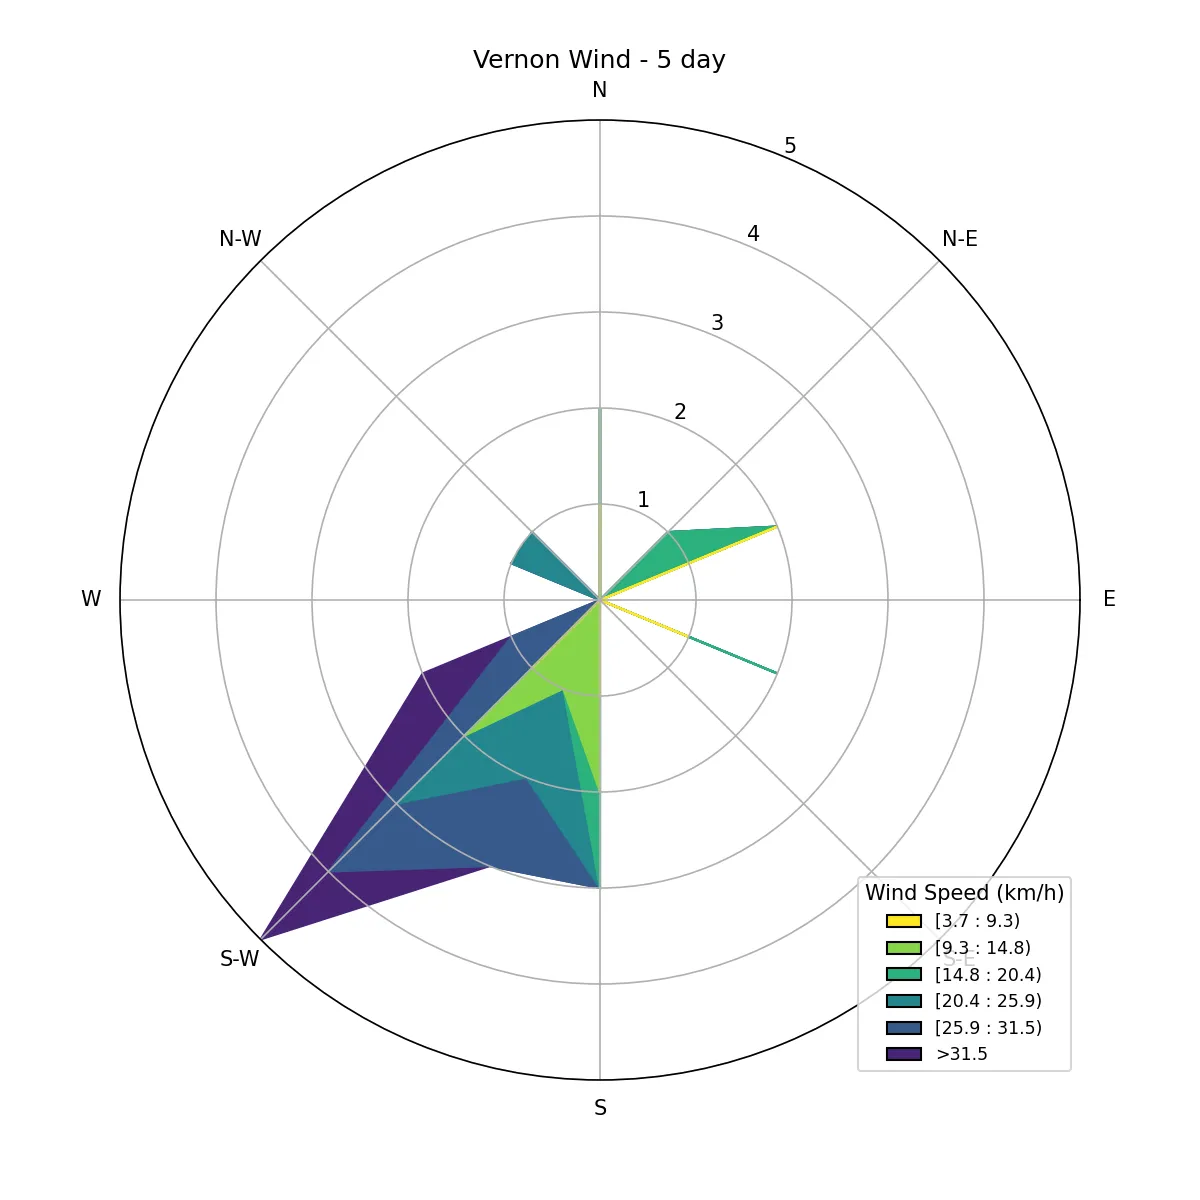 Vernon Wind - 5 day
N
5
N-W
N-E
4
3
2
1
W
E
S-W
S-E
Wind Speed (km/h)
[3.7 : 9.3)
[9.3 : 14.8)
[14.8 : 20.4)
[20.4 : 25.9)
[25.9 : 31.5)
>31.5
S